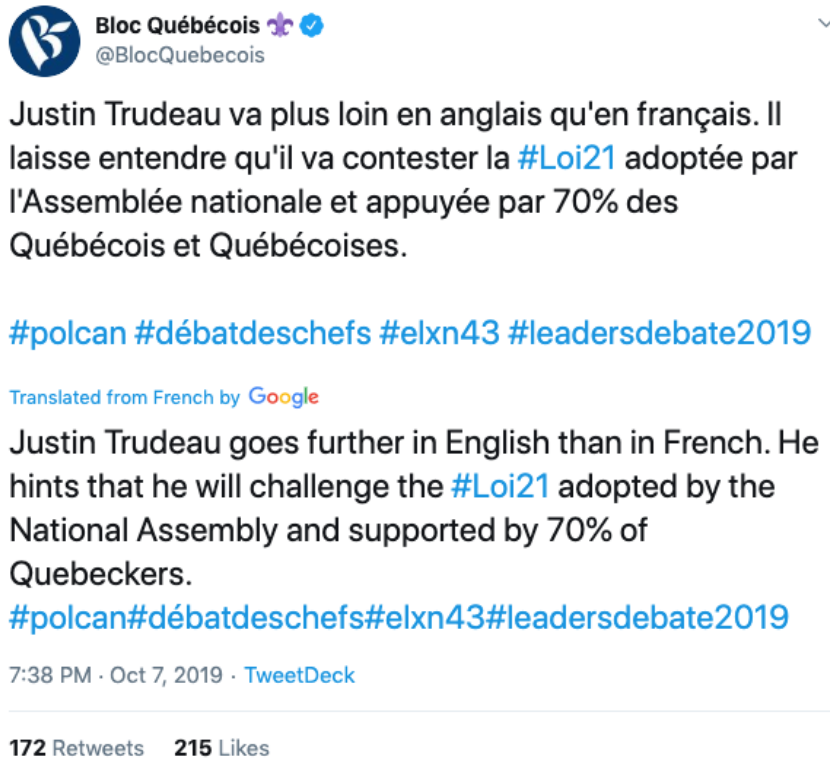 Bloc Québécois ⚜️
@BlocQuebecois
Justin Trudeau va plus loin en anglais qu'en français. Il
laisse entendre qu'il va contester la #Loi21 adoptée par
l'Assemblée nationale et appuyée par 70% des
Québécois et Québécoises.
#polcan #débatdeschefs #elxn43 #leadersdebate2019
Translated from French by Google
Justin Trudeau goes further in English than in French. He
hints that he will challenge the #Loi21 adopted by the
National Assembly and supported by 70% of
Quebeckers.
#polcan#débatdeschefs#elxn43#leadersdebate2019
7:38 PM · Oct 7, 2019 · TweetDeck
172 Retweets 215 Likes